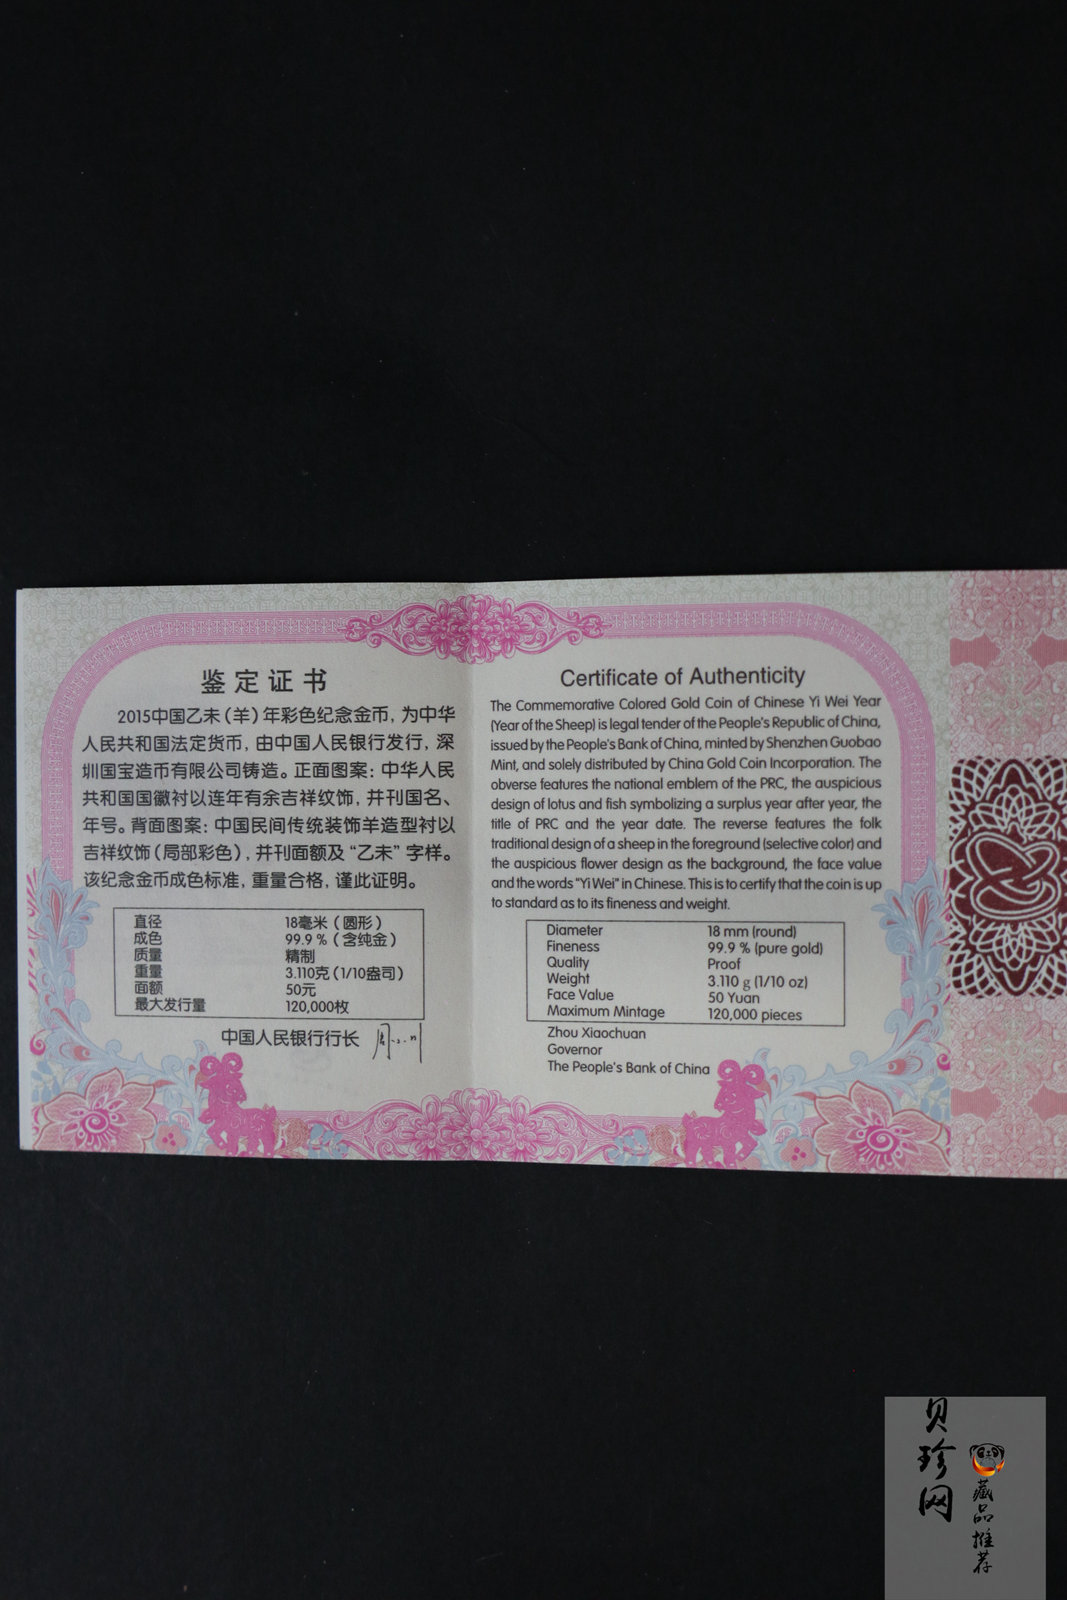 鉴定证书
2015中国乙未（羊）年彩色纪念金币，为中华
人民共和国法定货币，由中国人民银行发行，深
圳国宝造币有限公司铸造。正面图案：中华人民
共和国国徽衬以连年有余吉祥纹饰，并刊国名、
年号。背面图案：中国民间传统装饰羊造型衬以
吉祥纹饰（局部彩色），并刊面额及“乙未”字样。
该纪念金币成色标准，重量合格，谨此证明。
直径 18毫米（圆形）
成色 99.9 %（含纯金）
质量 精制
重量 3.110克（1/10盎司）
面额 50元
最大发行量 120,000枚
中国人民银行行长
Certificate of Authenticity
The Commemorative Colored Gold Coin of Chinese Yi Wei Year
(Year of the Sheep) is legal tender of the People's Republic of China,
issued by the People's Bank of China, minted by Shenzhen Guobao
Mint, and solely distributed by China Gold Coin Incorporation. The
obverse features the national emblem of the PRC, the auspicious
design of lotus and fish symbolizing a surplus year after year, the
title of PRC and the year date. The reverse features the folk
traditional design of a sheep in the foreground (selective color) and
the auspicious flower design as the background, the face value
and the words "Yi Wei" in Chinese. This is to certify that the coin is up
to standard as to its fineness and weight.
Diameter 18 mm (round)
Fineness 99.9 % (pure gold)
Quality Proof
Weight 3.110 g (1/10 oz)
Face Value 50 Yuan
Maximum Mintage 120,000 pieces
Zhou Xiaochuan
Governor
The People's Bank of China
贝珍网
藏品推荐